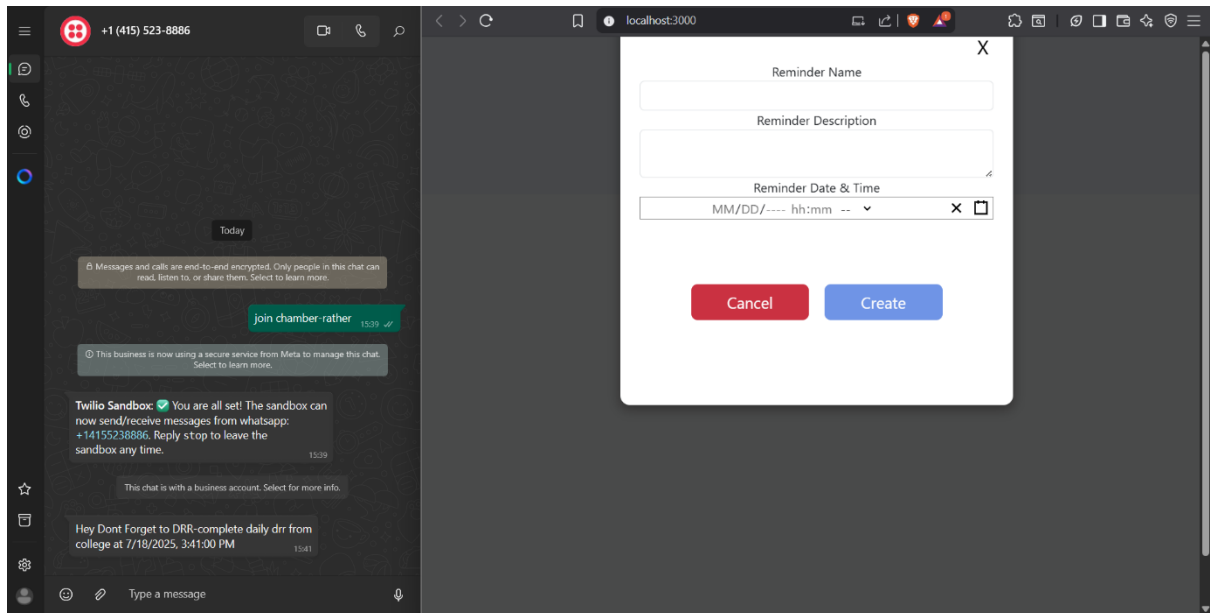 +1 (415) 523-8886
Today
Messages and calls are end-to-end encrypted. Only people in this chat can
read, listen to, or share them. Select to learn more.
join chamber-rather
15:39
This business is now using a secure service from Meta to manage this chat.
Select to learn more.
Twilio Sandbox: ✅ You are all set! The sandbox can
now send/receive messages from whatsapp:
+14155238886. Reply stop to leave the
sandbox any time.
15:39
This chat is with a business account. Select for more info.
Hey Dont Forget to DRR-complete daily drr from
college at 7/18/2025, 3:41:00 PM
15:41
Type a message
localhost:3000
X
Reminder Name
Reminder Description
Reminder Date & Time
MM/DD/---- hh:mm --
Cancel
Create